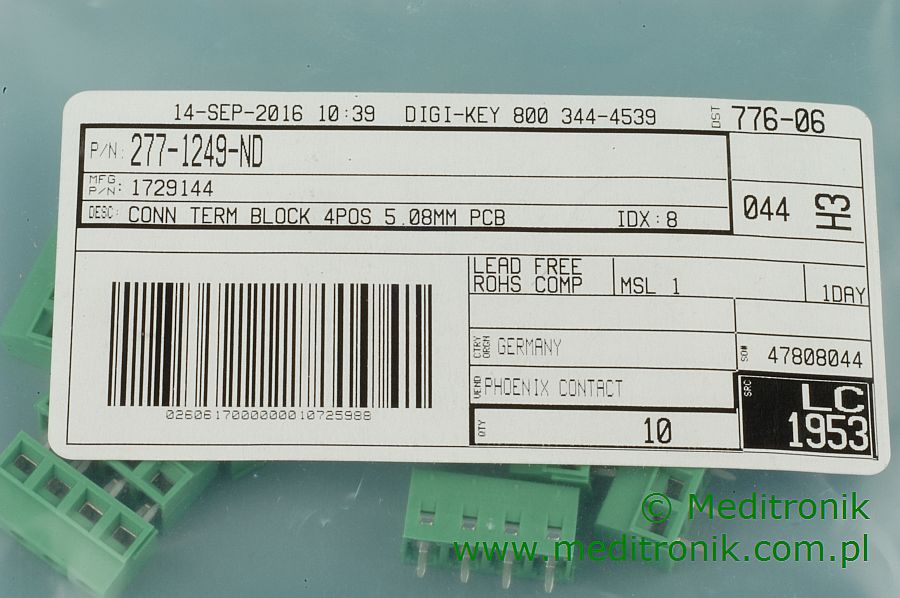 14-SEP-2016 10:39 DIGI-KEY 800 344-4539 DST 776-06
P/N: 277-1249-ND
MFG P/N: 1729144
DESC: CONN TERM BLOCK 4POS 5.08MM PCB IDX:8
044 H3
LEAD FREE
ROHS COMP
MSL 1
1DAY
CTRY ORGN GERMANY
SO# 47808044
VEND PHOENIX CONTACT
SRC LC
1953
QTY 10
02606170000000010725988
© Meditronik
www.meditronik.com.pl